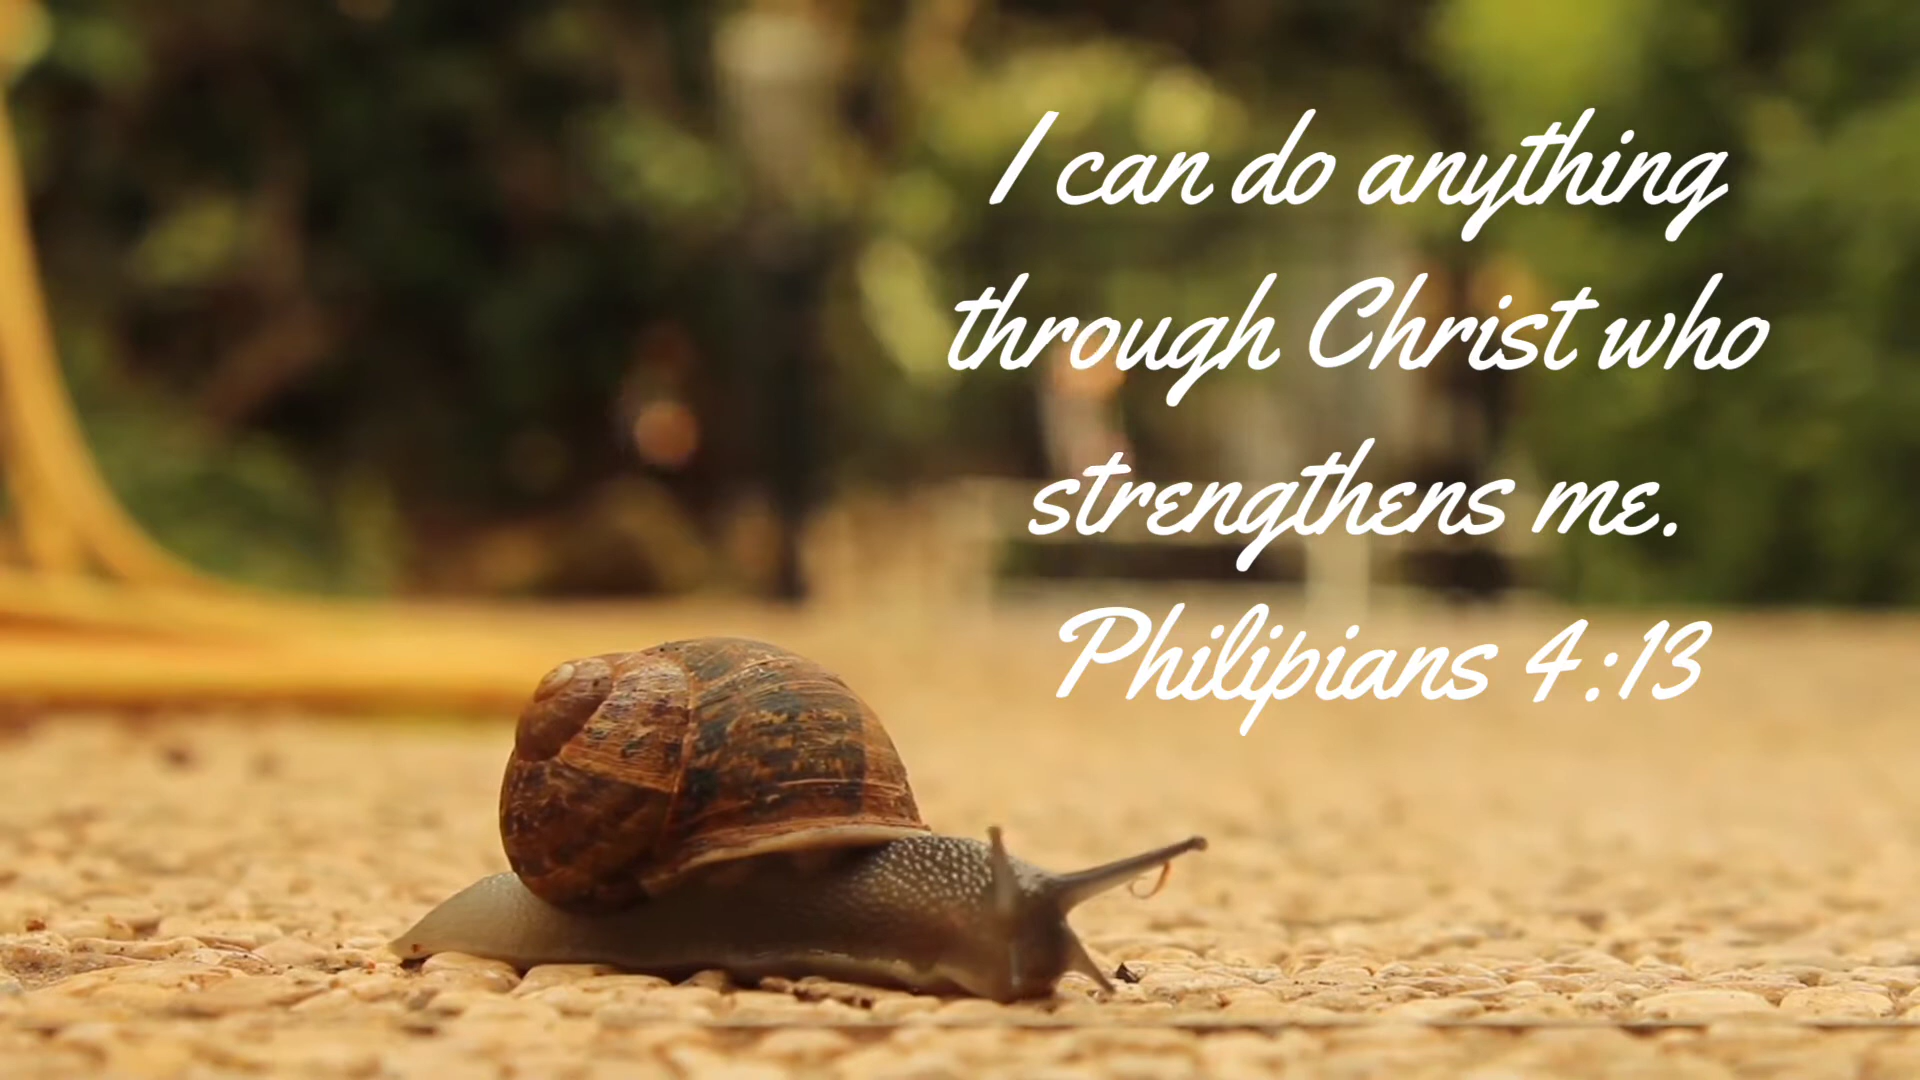 I can do anything
through Christ who
strengthens me.
Philipians 4:13